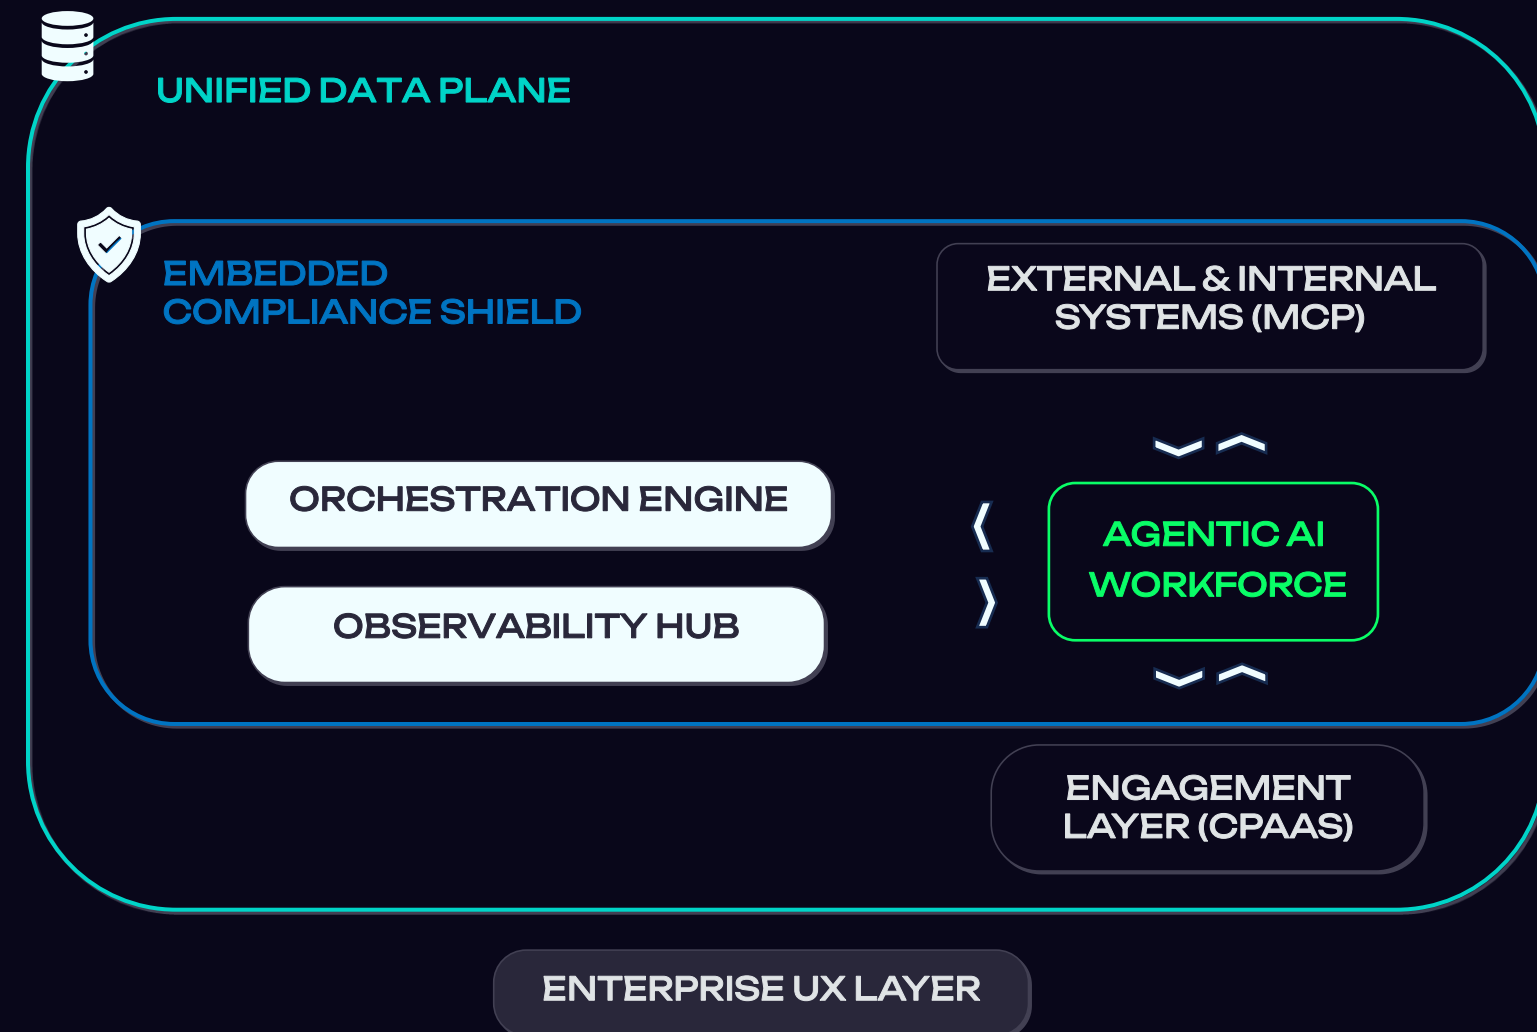 UNIFIED DATA PLANE
EMBEDDED
COMPLIANCE SHIELD
EXTERNAL & INTERNAL
SYSTEMS (MCP)
ORCHESTRATION ENGINE
OBSERVABILITY HUB
AGENTIC AI
WORKFORCE
ENGAGEMENT
LAYER (CPAAS)
ENTERPRISE UX LAYER